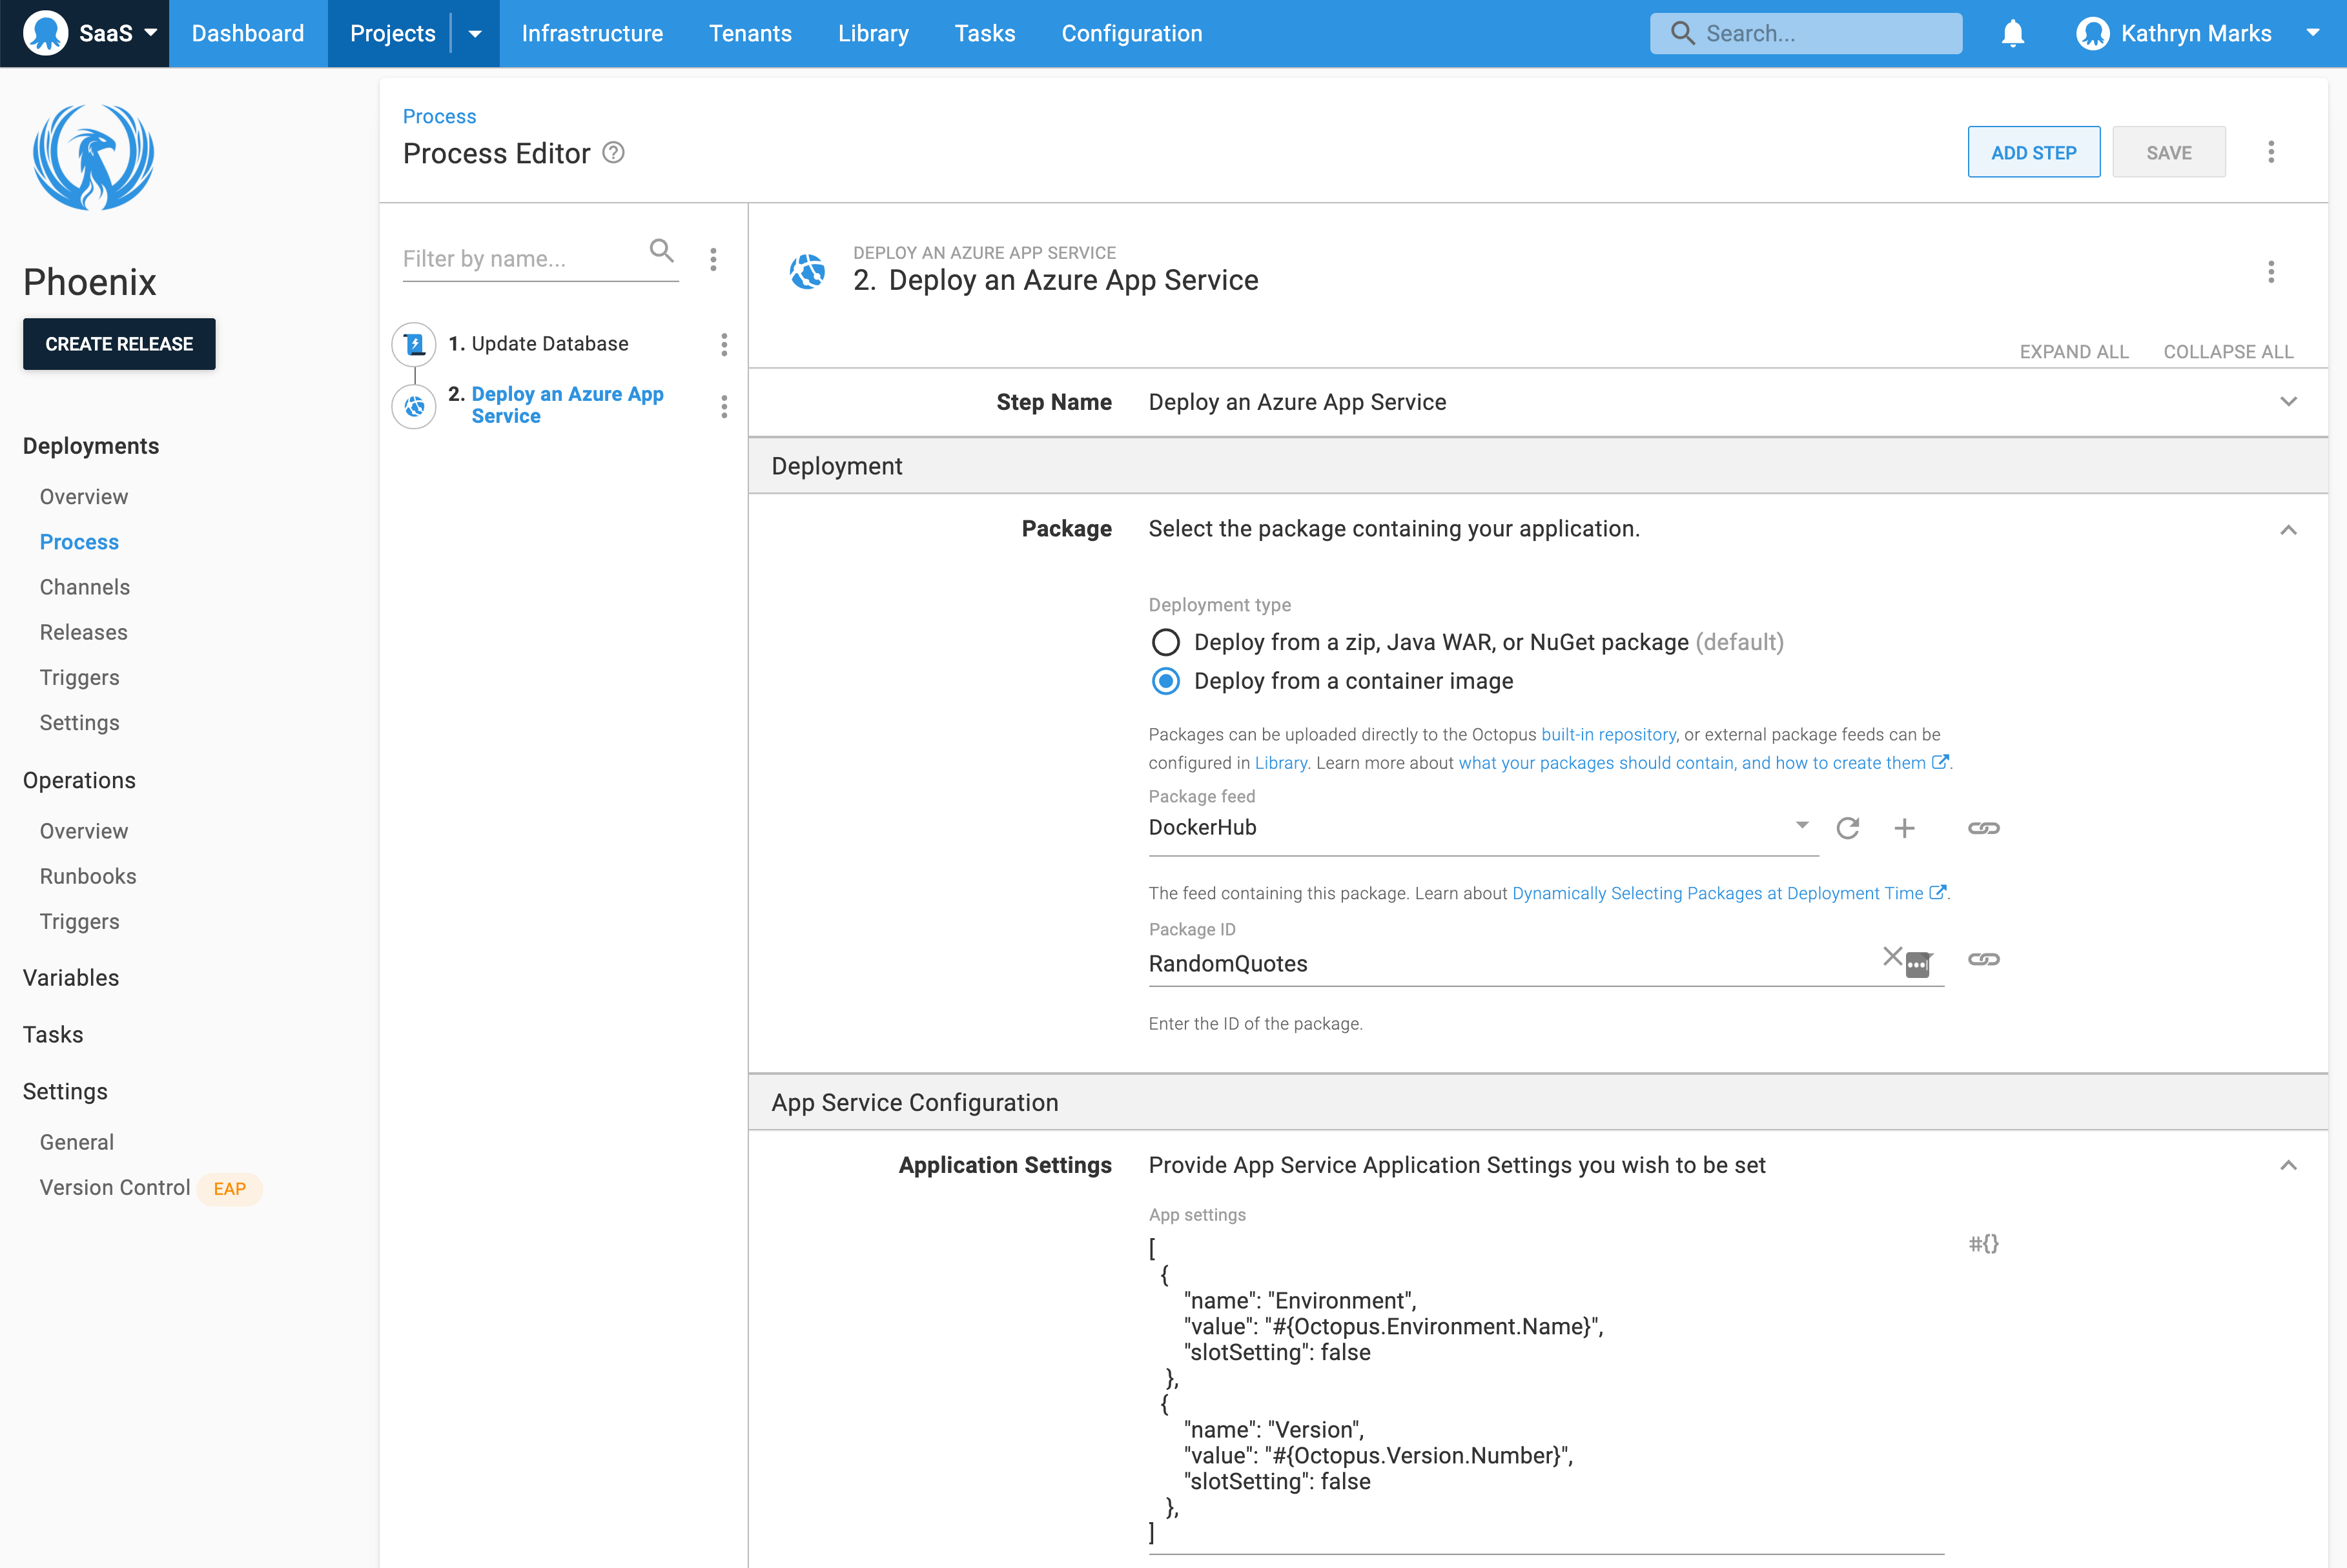 SaaS
Dashboard
Projects
Infrastructure
Tenants
Library
Tasks
Configuration
Search...
Kathryn Marks
Phoenix
CREATE RELEASE
Deployments
Overview
Process
Channels
Releases
Triggers
Settings
Operations
Overview
Runbooks
Triggers
Variables
Tasks
Settings
General
Version Control EAP
Process
Process Editor
ADD STEP
SAVE
Filter by name...
1. Update Database
2. Deploy an Azure App
Service
DEPLOY AN AZURE APP SERVICE
2. Deploy an Azure App Service
EXPAND ALL
COLLAPSE ALL
Step Name
Deploy an Azure App Service
Deployment
Package
Select the package containing your application.
Deployment type
Deploy from a zip, Java WAR, or NuGet package (default)
Deploy from a container image
Packages can be uploaded directly to the Octopus built-in repository, or external package feeds can be
configured in Library. Learn more about what your packages should contain, and how to create them.
Package feed
DockerHub
The feed containing this package. Learn about Dynamically Selecting Packages at Deployment Time.
Package ID
RandomQuotes
Enter the ID of the package.
App Service Configuration
Application Settings
Provide App Service Application Settings you wish to be set
App settings
#{}
[
{
"name": "Environment",
"value": "#{Octopus.Environment.Name}",
"slotSetting": false
},
{
"name": "Version",
"value": "#{Octopus.Version.Number}",
"slotSetting": false
},
]